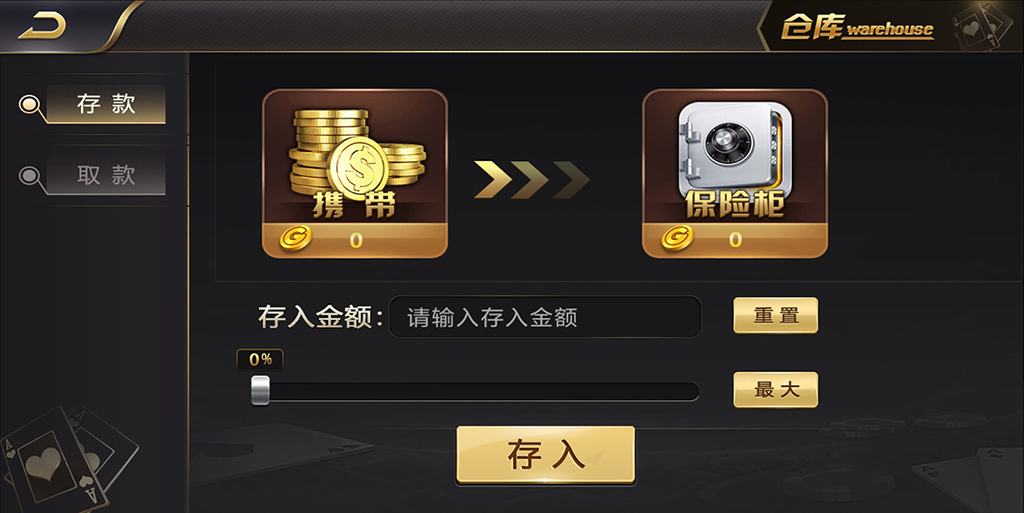 仓库 warehouse
存款
取款
携带
0
保险柜
0
存入金额： 请输入存入金额 重置
0%
最大
存入